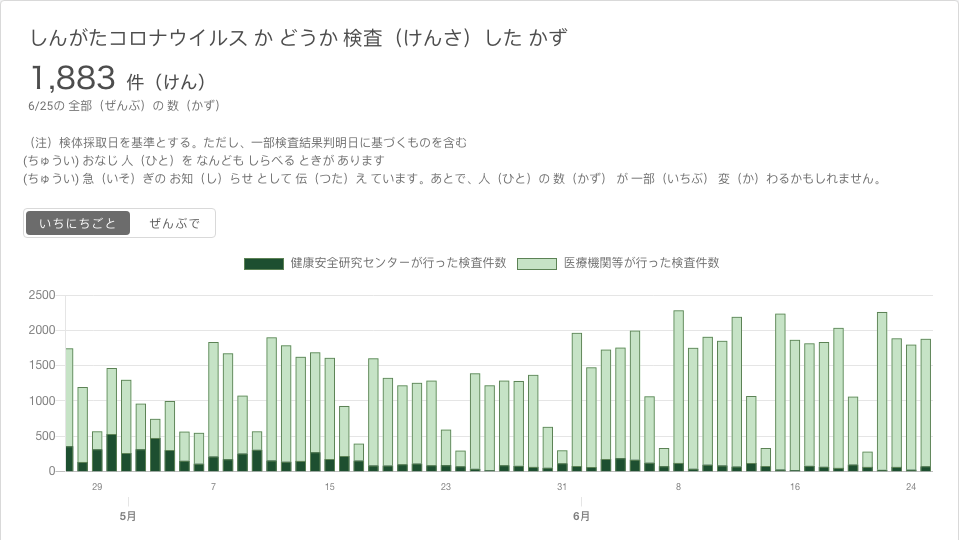 しんがたコロナウイルス か どうか 検査（けんさ）した かず
1,883 件（けん）
6/25の 全部（ぜんぶ）の 数（かず）
（注）検体採取日を基準とする。ただし、一部検査結果判明日に基づくものを含む
(ちゅうい) おなじ 人（ひと）を なんども しらべる ときが あります
(ちゅうい) 急（いそ）ぎの お知（し）らせ として 伝（つた）え ています。あとで、人（ひと）の 数（かず） が 一部（いちぶ） 変（か）わるかもしれません。
いちにちごと ぜんぶで
健康安全研究センターが行った検査件数 医療機関等が行った検査件数
2500
2000
1500
1000
500
0
29 7 15 23 31 8 16 24
5月 6月